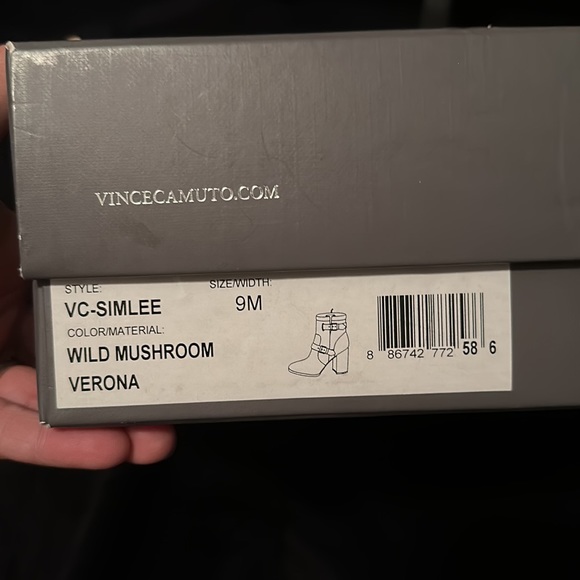 VINCECAMUTO.COM
STYLE: SIZE/WIDTH:
VC-SIMLEE 9M
COLOR/MATERIAL:
WILD MUSHROOM
VERONA
8 86742 772 58 6